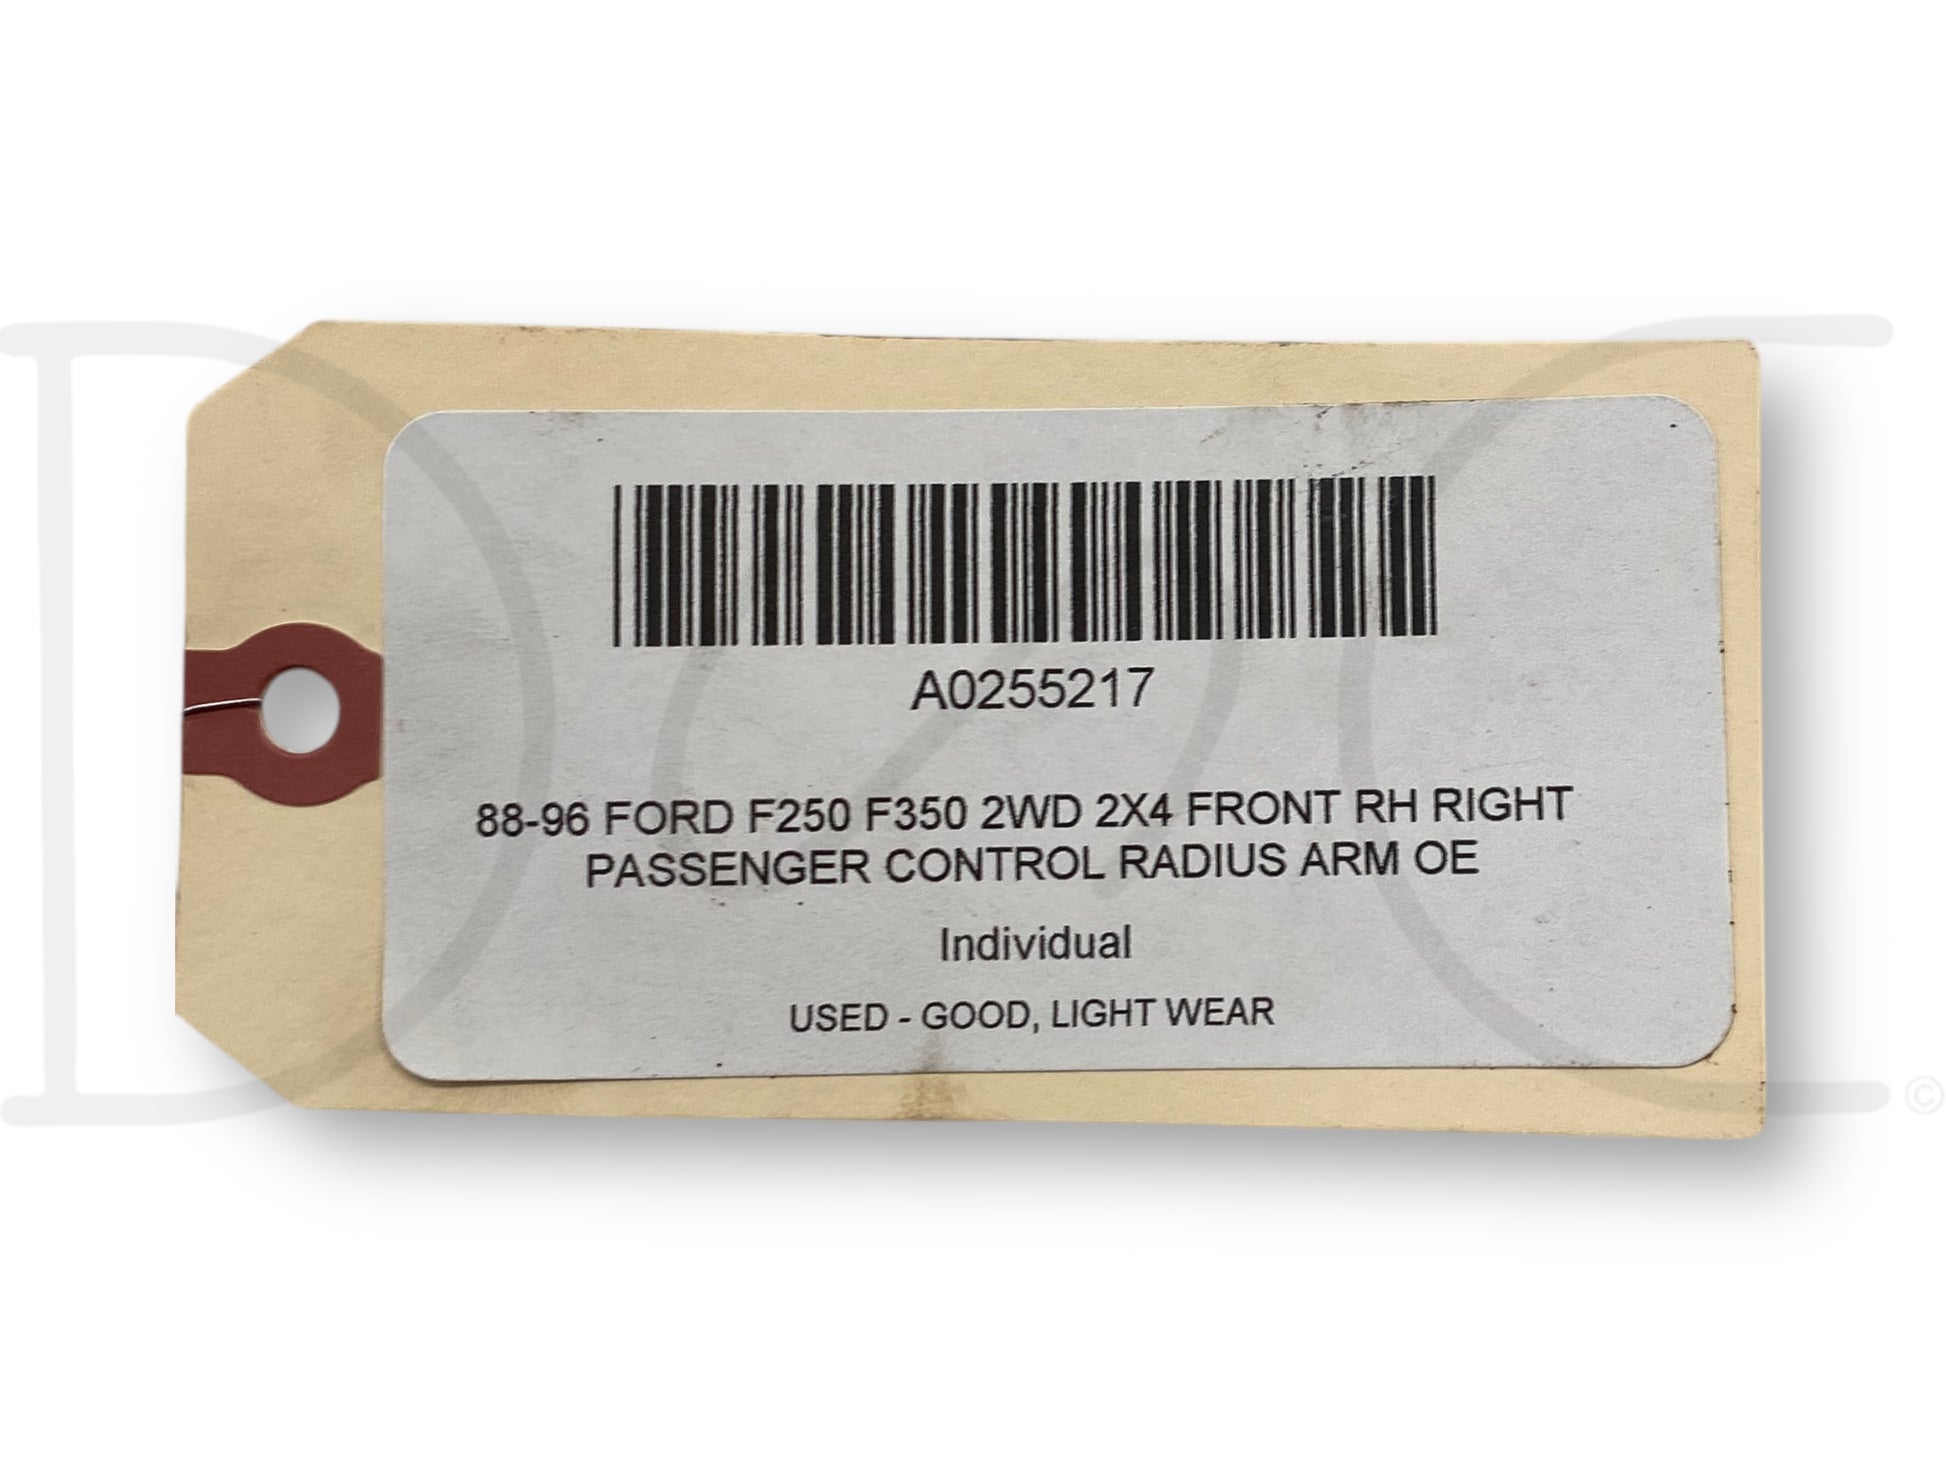 A0255217
88-96 FORD F250 F350 2WD 2X4 FRONT RH RIGHT
PASSENGER CONTROL RADIUS ARM OE
Individual
USED - GOOD, LIGHT WEAR
©